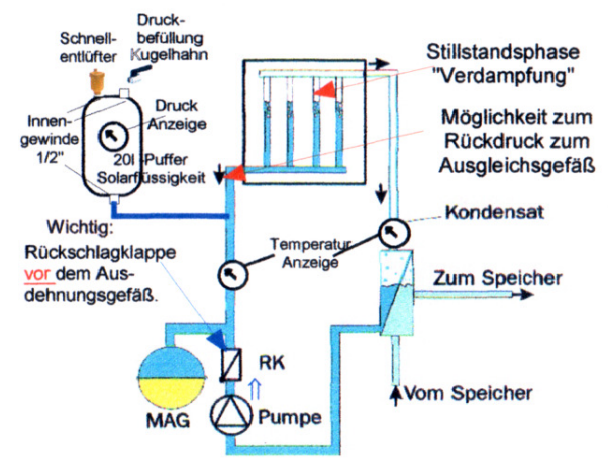 Schnell-
entlüfter
Druck-
befüllung
Kugelhahn
Innen-
gewinde
1/2"
Druck
Anzeige
20l -Puffer
Solarflüssigkeit
Stillstandsphase
"Verdampfung"
Möglichkeit zum
Rückdruck zum
Ausgleichsgefäß
Wichtig:
Rückschlagklappe
vor dem Aus-
dehnungsgefäß.
Temperatur
Anzeige
Kondensat
Zum Speicher
RK
MAG
Pumpe
Vom Speicher